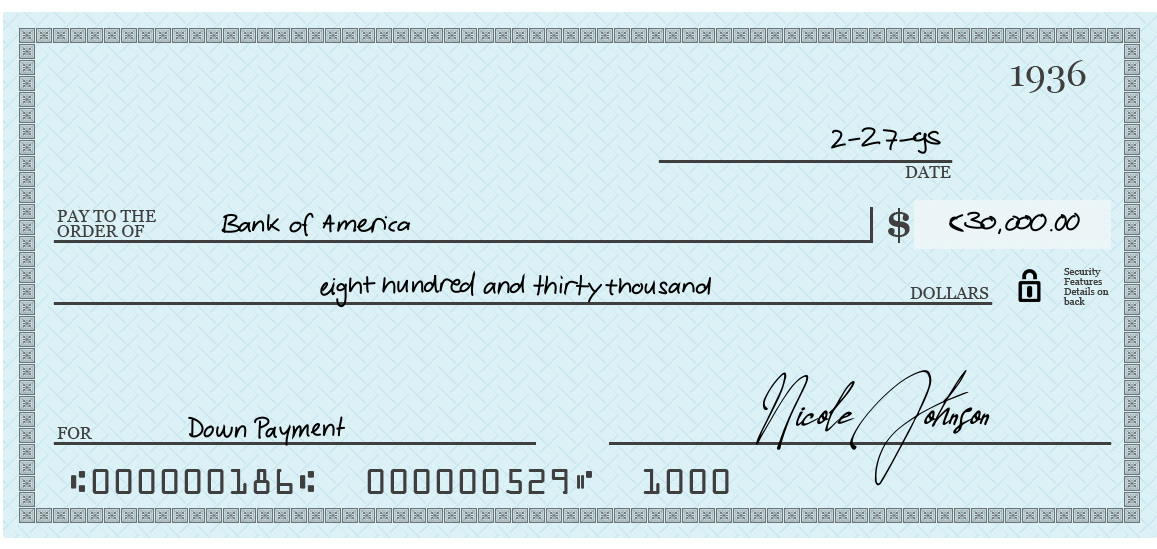 1936
2-27-95
DATE
PAY TO THE ORDER OF Bank of America $ 830,000.00
eight hundred and thirty thousand DOLLARS
Security
Features
Details on
back
FOR Down Payment Nicole Johnson
⑆000000186⑆ 000000529⑈ 1000